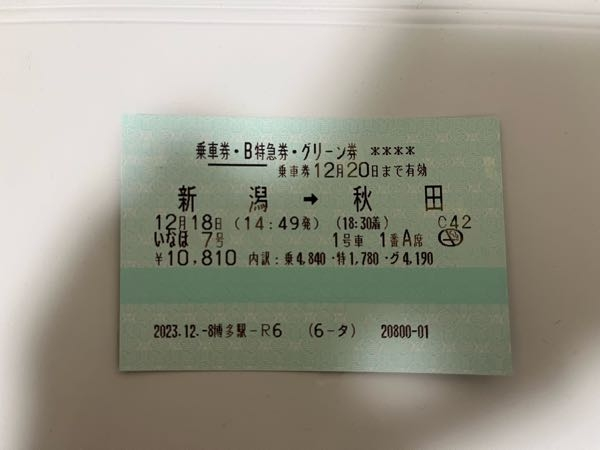 乗車券・B特急券・グリーン券 ****
乗車券12月20日まで有効
新潟 → 秋田
12月18日 (14:49発) (18:30着) C42
いなほ 7号 1号車 1番A席
¥10,810 内訳:乗4,840・特1,780・グ4,190
2023.12.-8博多駅-R6 (6-タ) 20800-01